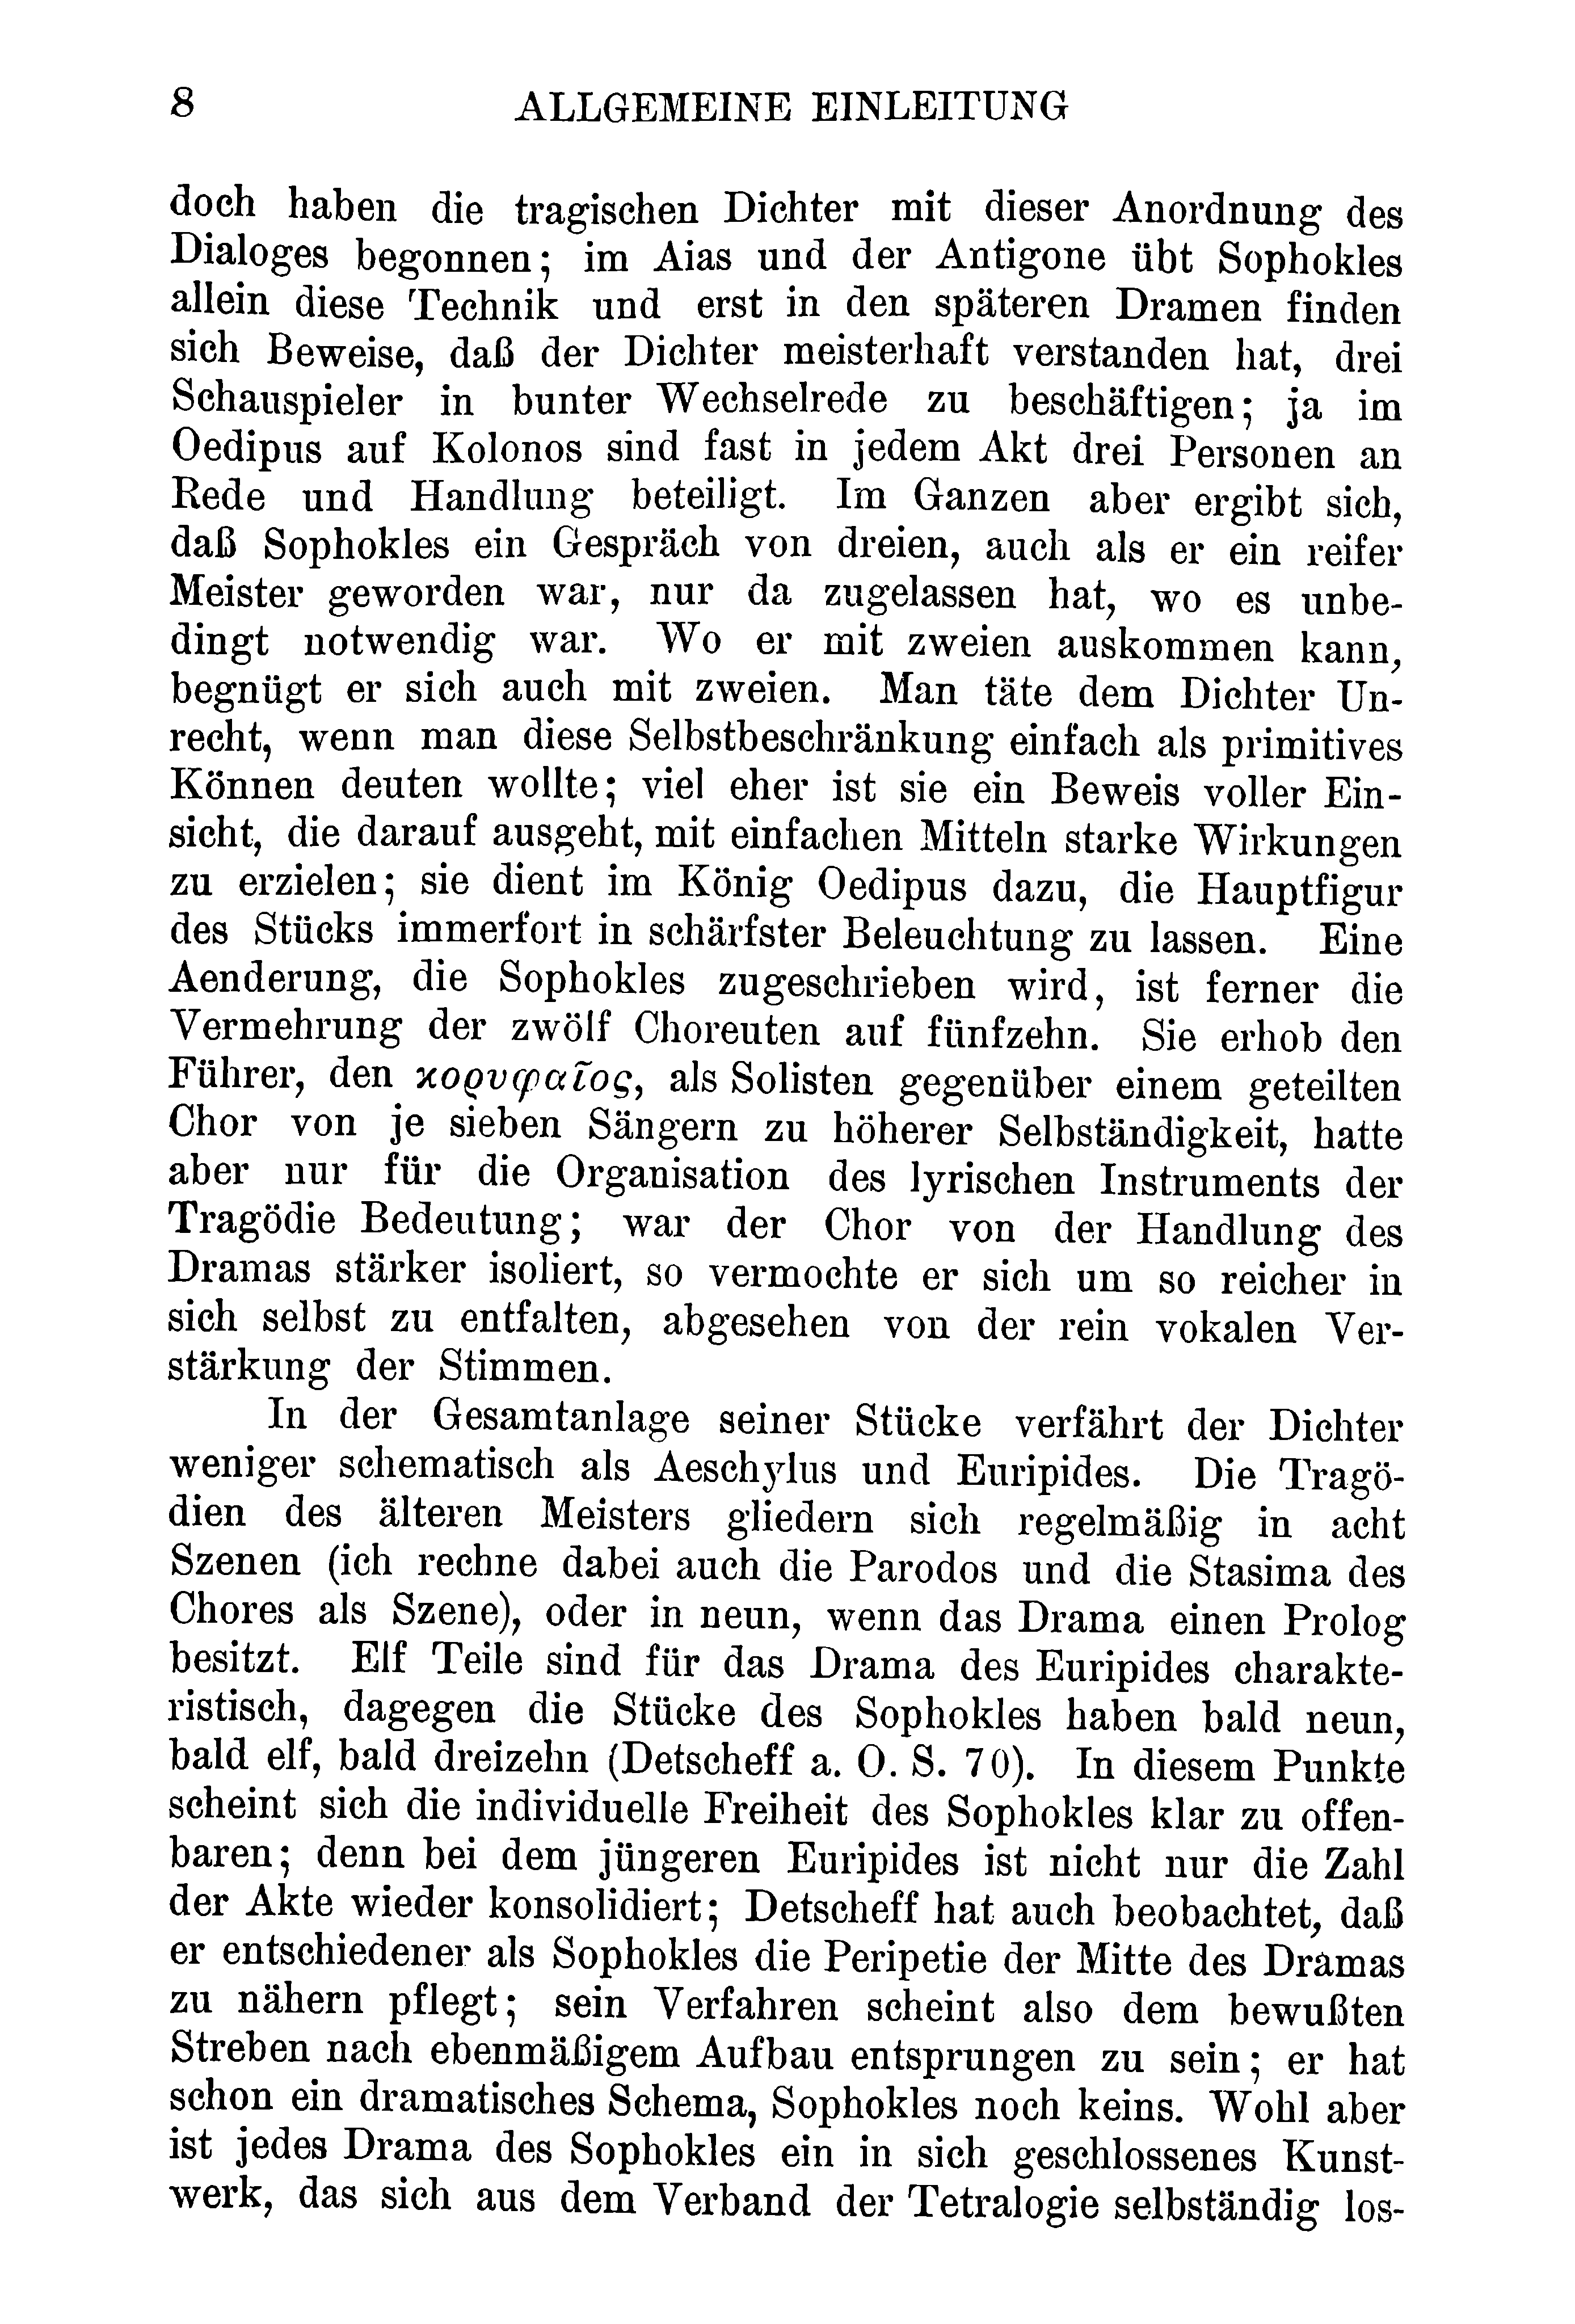 8 ALLGEMEINE EINLEITUNG
doch haben die tragischen Dichter mit dieser Anordnung des
Dialoges begonnen; im Aias und der Antigone übt Sophokles
allein diese Technik und erst in den späteren Dramen finden
sich Beweise, daß der Dichter meisterhaft verstanden hat, drei
Schauspieler in bunter Wechselrede zu beschäftigen; ja im
Oedipus auf Kolonos sind fast in jedem Akt drei Personen an
Rede und Handlung beteiligt. Im Ganzen aber ergibt sich,
daß Sophokles ein Gespräch von dreien, auch als er ein reifer
Meister geworden war, nur da zugelassen hat, wo es unbe-
dingt notwendig war. Wo er mit zweien auskommen kann,
begnügt er sich auch mit zweien. Man täte dem Dichter Un-
recht, wenn man diese Selbstbeschränkung einfach als primitives
Können deuten wollte; viel eher ist sie ein Beweis voller Ein-
sicht, die darauf ausgeht, mit einfachen Mitteln starke Wirkungen
zu erzielen; sie dient im König Oedipus dazu, die Hauptfigur
des Stücks immerfort in schärfster Beleuchtung zu lassen. Eine
Aenderung, die Sophokles zugeschrieben wird, ist ferner die
Vermehrung der zwölf Choreuten auf fünfzehn. Sie erhob den
Führer, den κορυφαῖος, als Solisten gegenüber einem geteilten
Chor von je sieben Sängern zu höherer Selbständigkeit, hatte
aber nur für die Organisation des lyrischen Instruments der
Tragödie Bedeutung; war der Chor von der Handlung des
Dramas stärker isoliert, so vermochte er sich um so reicher in
sich selbst zu entfalten, abgesehen von der rein vokalen Ver-
stärkung der Stimmen.
In der Gesamtanlage seiner Stücke verfährt der Dichter
weniger schematisch als Aeschylus und Euripides. Die Tragö-
dien des älteren Meisters gliedern sich regelmäßig in acht
Szenen (ich rechne dabei auch die Parodos und die Stasima des
Chores als Szene), oder in neun, wenn das Drama einen Prolog
besitzt. Elf Teile sind für das Drama des Euripides charakte-
ristisch, dagegen die Stücke des Sophokles haben bald neun,
bald elf, bald dreizehn (Detscheff a. O. S. 70). In diesem Punkte
scheint sich die individuelle Freiheit des Sophokles klar zu offen-
baren; denn bei dem jüngeren Euripides ist nicht nur die Zahl
der Akte wieder konsolidiert; Detscheff hat auch beobachtet, daß
er entschiedener als Sophokles die Peripetie der Mitte des Dramas
zu nähern pflegt; sein Verfahren scheint also dem bewußten
Streben nach ebenmäßigem Aufbau entsprungen zu sein; er hat
schon ein dramatisches Schema, Sophokles noch keins. Wohl aber
ist jedes Drama des Sophokles ein in sich geschlossenes Kunst-
werk, das sich aus dem Verband der Tetralogie selbständig los-